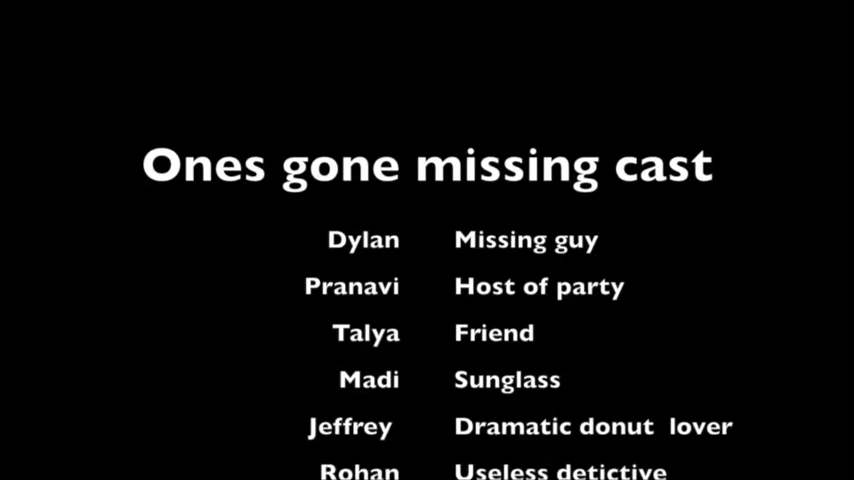 Ones gone missing cast
Dylan Missing guy
Pranavi Host of party
Talya Friend
Madi Sunglass
Jeffrey Dramatic donut lover
Rohan Useless detictive